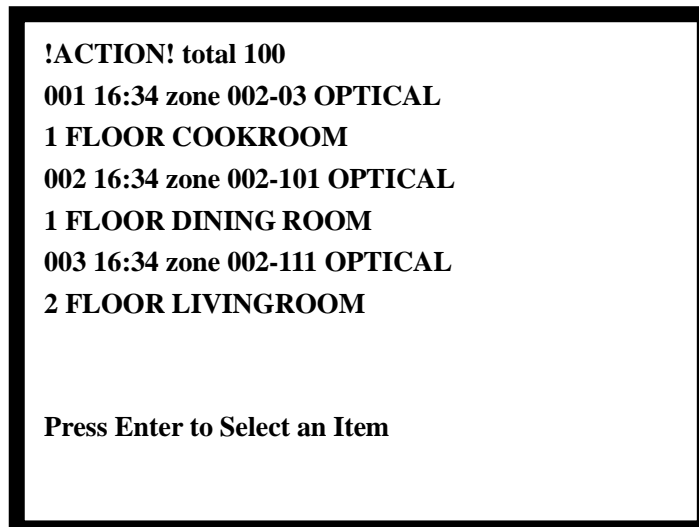 !ACTION! total 100
001 16:34 zone 002-03 OPTICAL
1 FLOOR COOKROOM
002 16:34 zone 002-101 OPTICAL
1 FLOOR DINING ROOM
003 16:34 zone 002-111 OPTICAL
2 FLOOR LIVINGROOM
Press Enter to Select an Item